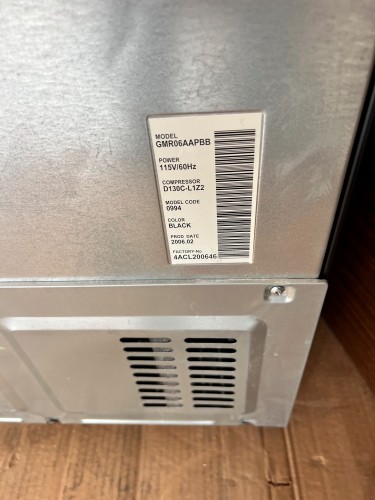 MODEL
GMR06AAPBB
POWER
115V/60Hz
COMPRESSOR
D130C-L1Z2
MODEL CODE
0994
COLOR
BLACK
PROD DATE
2006.02
FACTORY-No
4ACL200646